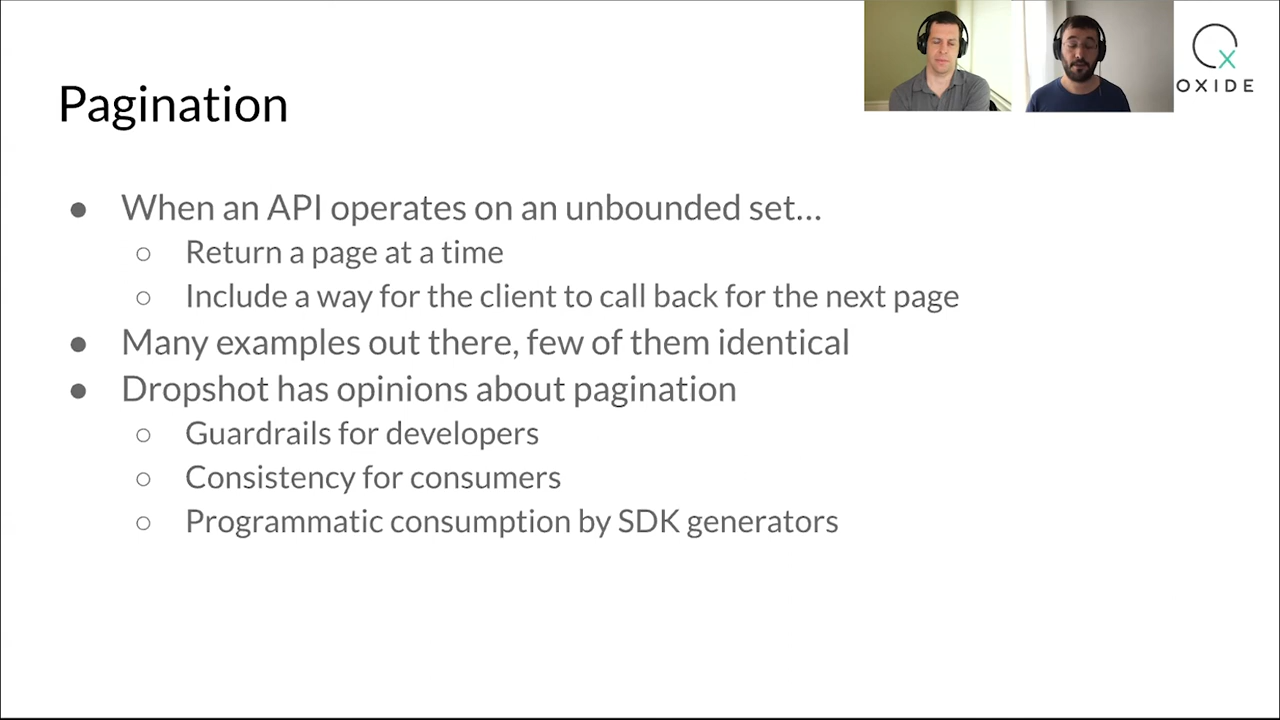 OXIDE
Pagination
● When an API operates on an unbounded set...
○ Return a page at a time
○ Include a way for the client to call back for the next page
● Many examples out there, few of them identical
● Dropshot has opinions about pagination
○ Guardrails for developers
○ Consistency for consumers
○ Programmatic consumption by SDK generators